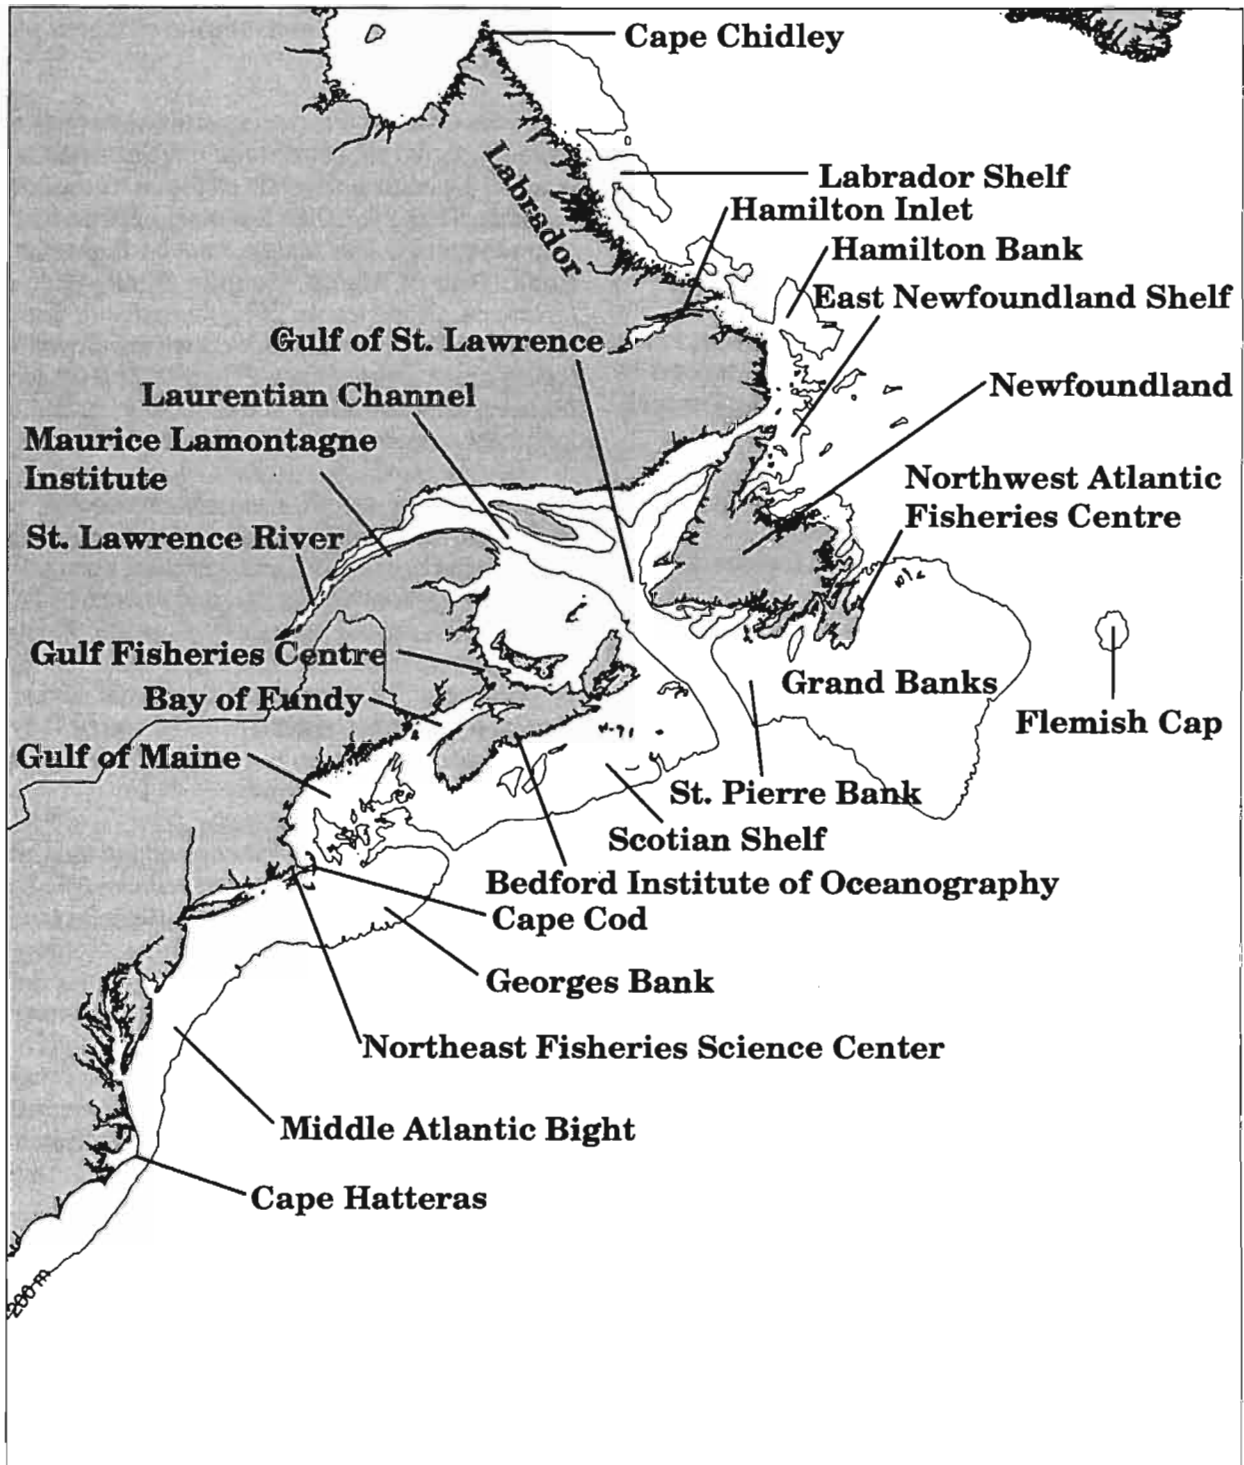 Cape Chidley
Labrador
Labrador Shelf
Hamilton Inlet
Hamilton Bank
East Newfoundland Shelf
Gulf of St. Lawrence
Newfoundland
Laurentian Channel
Maurice Lamontagne
Institute
Northwest Atlantic
Fisheries Centre
St. Lawrence River
Gulf Fisheries Centre
Grand Banks
Bay of Fundy
Flemish Cap
Gulf of Maine
St. Pierre Bank
Scotian Shelf
Bedford Institute of Oceanography
Cape Cod
Georges Bank
Northeast Fisheries Science Center
Middle Atlantic Bight
Cape Hatteras
200 m